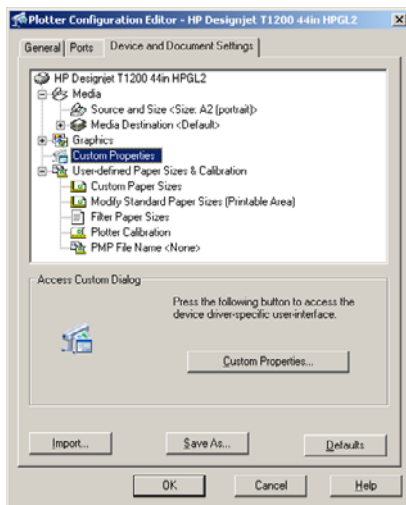 Plotter Configuration Editor - HP Designjet T1200 44in HPGL2
General Ports Device and Document Settings
HP Designjet T1200 44in HPGL2
Media
Source and Size <Size: A2 (portrait)>
Media Destination <Default>
Graphics
Custom Properties
User-defined Paper Sizes & Calibration
Custom Paper Sizes
Modify Standard Paper Sizes (Printable Area)
Filter Paper Sizes
Plotter Calibration
PMP File Name <None>
Access Custom Dialog
Press the following button to access the
device driver-specific user-interface.
Custom Properties...
Import... Save As... Defaults
OK Cancel Help